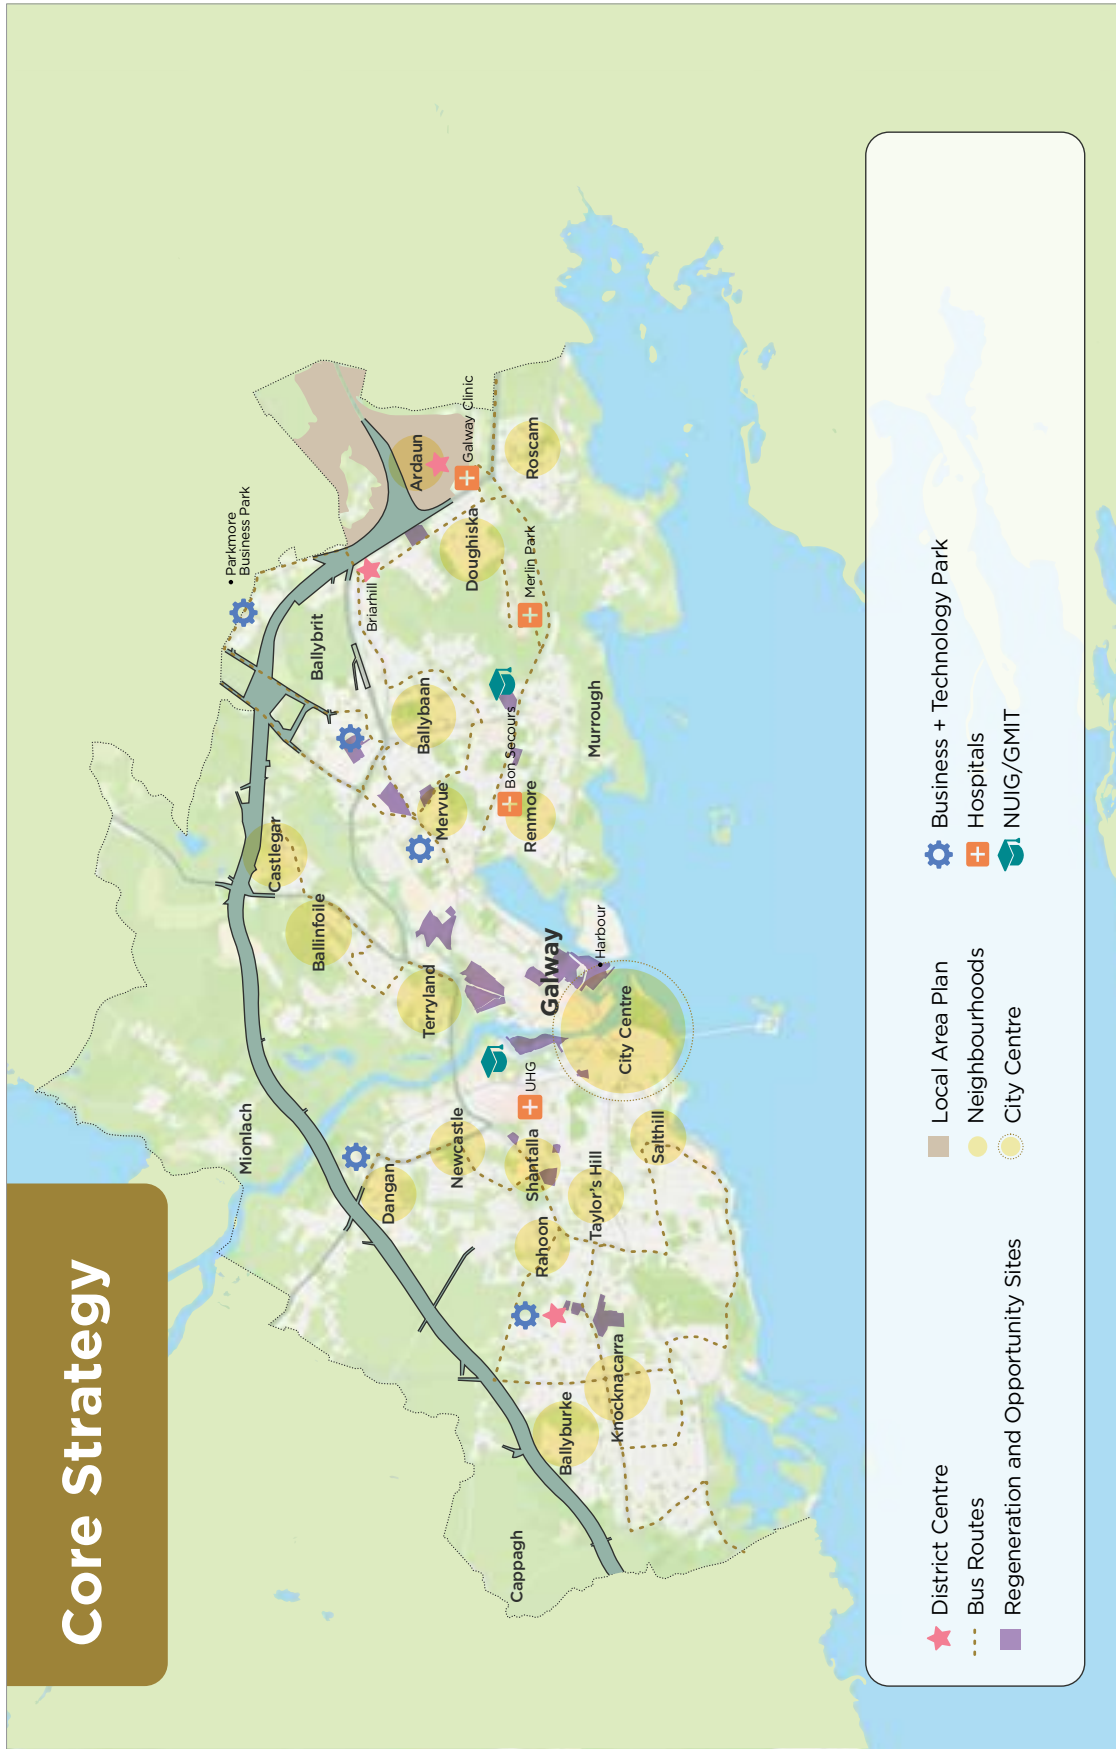 Core Strategy
Parkmore
Business Park
Ballybrit
Briarhill
Ardaun
Galway Clinic
Roscam
Doughiska
Merlin Park
Ballybaan
Bon Secours
Murrough
Mervue
Renmore
Castlegar
Ballinfoile
Terryland
Galway
Harbour
City Centre
Mionlach
UHG
Newcastle
Dangan
Shantalla
Salthill
Taylor's Hill
Rahoon
Knocknacarra
Ballyburke
Cappagh
District Centre
Bus Routes
Regeneration and Opportunity Sites
Local Area Plan
Neighbourhoods
City Centre
Business + Technology Park
Hospitals
NUIG/GMIT